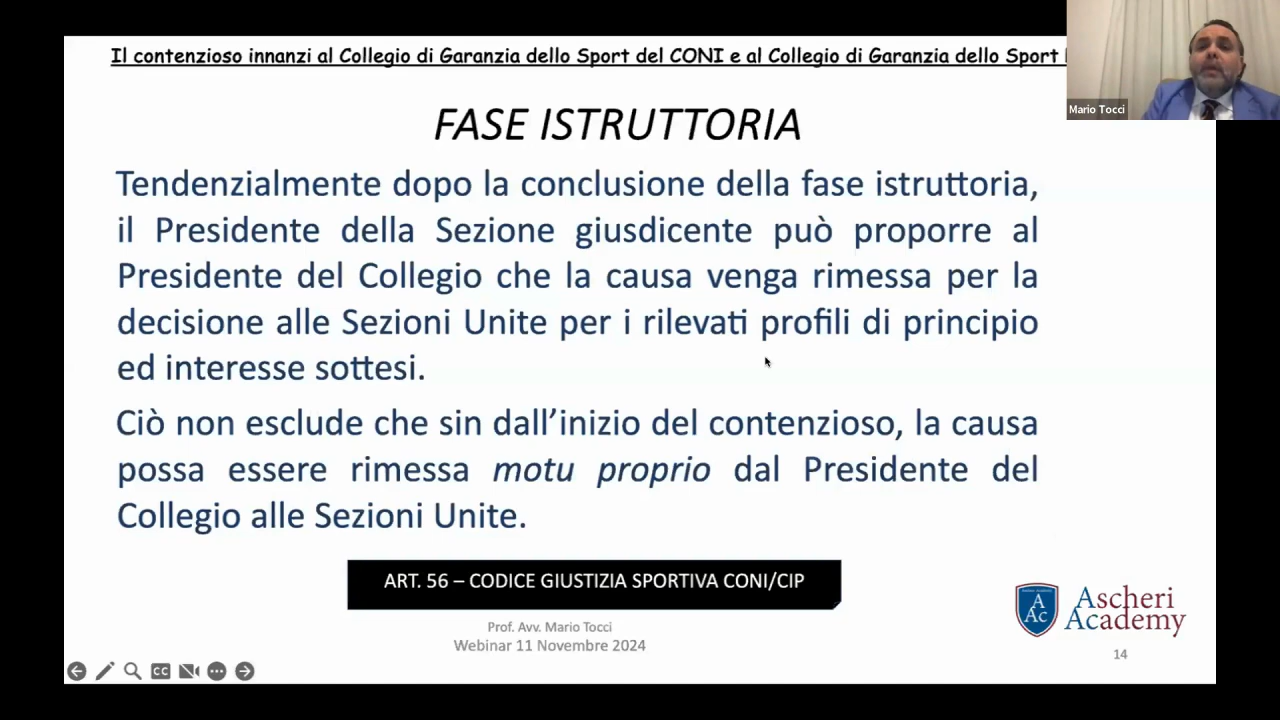 Il contenzioso innanzi al Collegio di Garanzia dello Sport del CONI e al Collegio di Garanzia dello Sport
Mario Tocci
FASE ISTRUTTORIA
Tendenzialmente dopo la conclusione della fase istruttoria,
il Presidente della Sezione giusdicente può proporre al
Presidente del Collegio che la causa venga rimessa per la
decisione alle Sezioni Unite per i rilevati profili di principio
ed interesse sottesi.
Ciò non esclude che sin dall’inizio del contenzioso, la causa
possa essere rimessa motu proprio dal Presidente del
Collegio alle Sezioni Unite.
ART. 56 – CODICE GIUSTIZIA SPORTIVA CONI/CIP
Prof. Avv. Mario Tocci
Webinar 11 Novembre 2024
A
Ac
Ascheri
Academy
14
CC